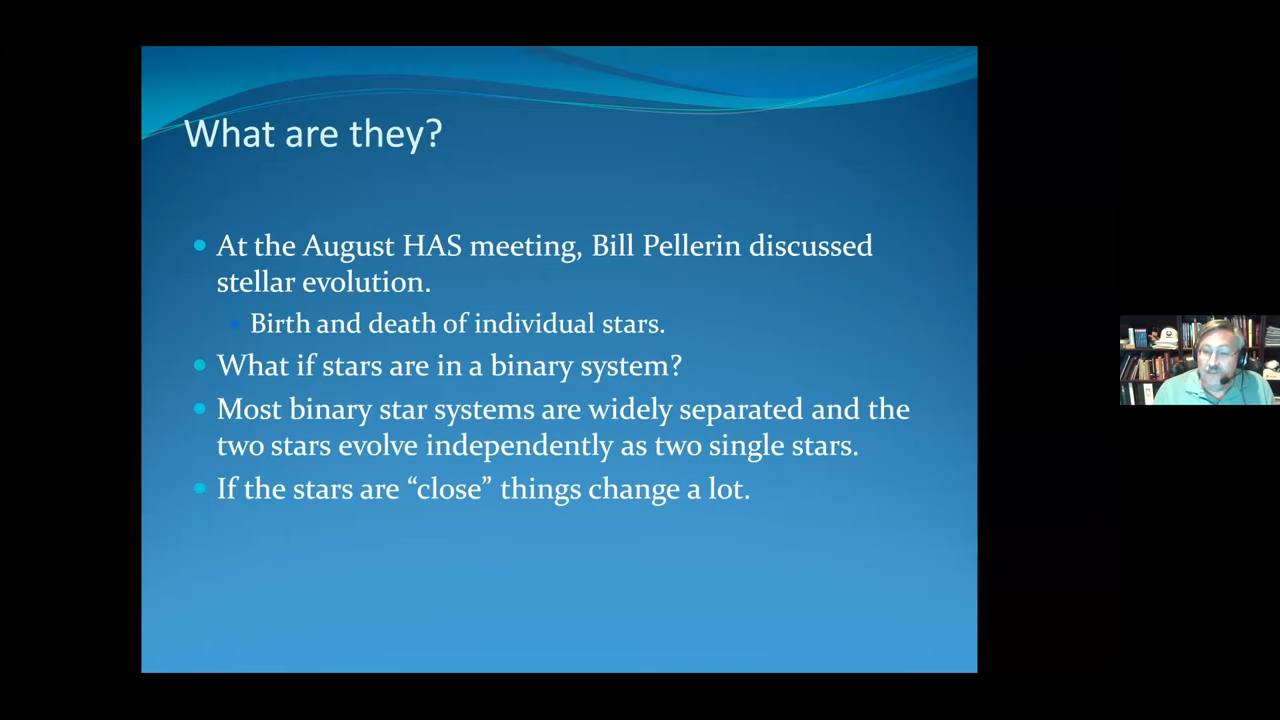 What are they?
At the August HAS meeting, Bill Pellerin discussed
stellar evolution.
Birth and death of individual stars.
What if stars are in a binary system?
Most binary star systems are widely separated and the
two stars evolve independently as two single stars.
If the stars are “close” things change a lot.